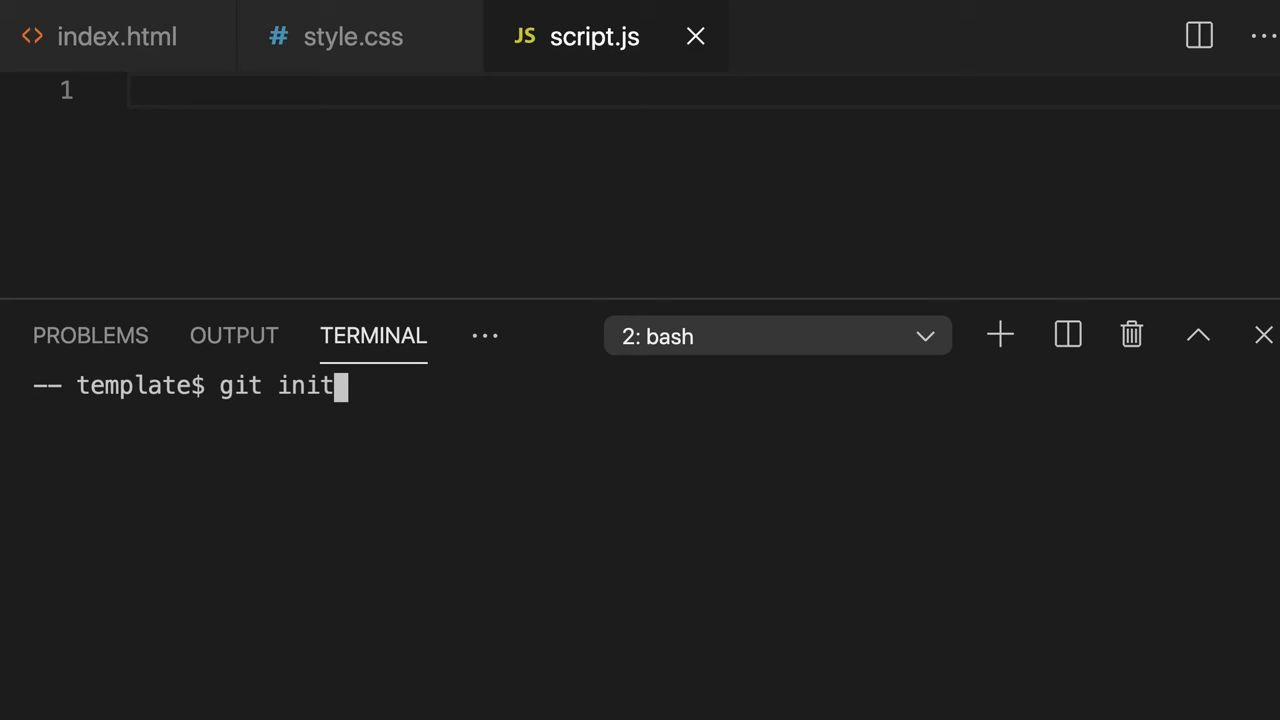 <> index.html # style.css JS script.js
1
PROBLEMS OUTPUT TERMINAL ... 2: bash
-- template$ git init